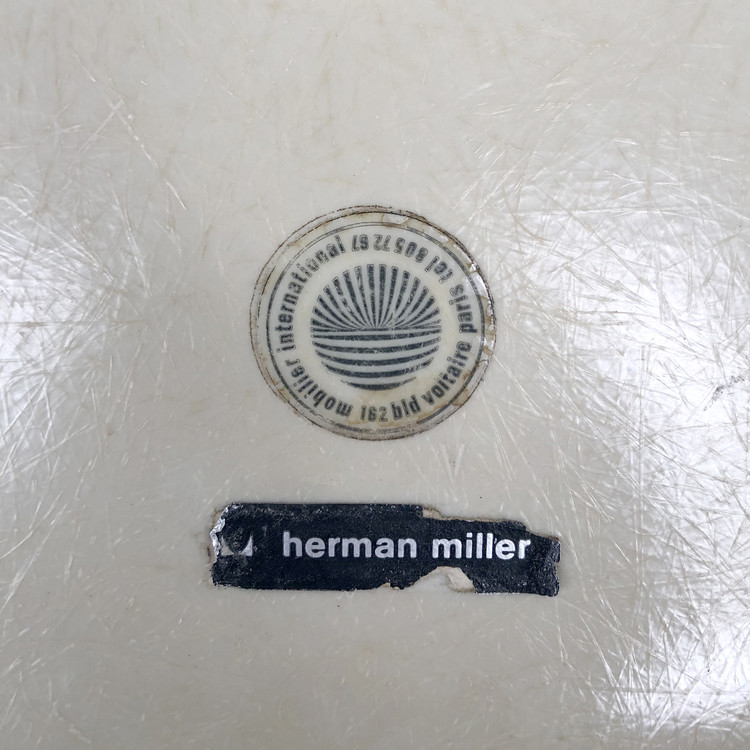 mobilier international 162 bld voltaire paris tel 805 72 67
herman miller